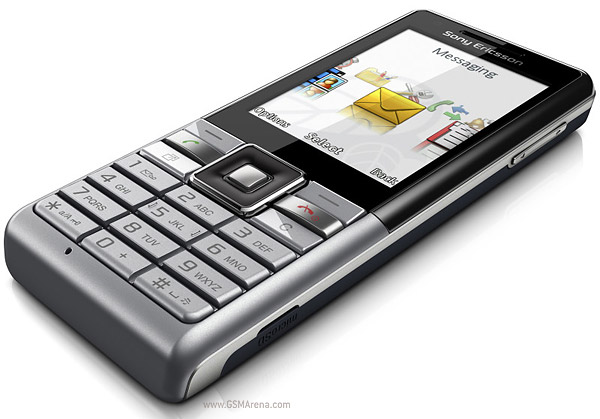 Sony Ericsson
Messaging
Options
Select
Back
1
2 ABC
3 DEF
4 GHI
5 JKL
6 MNO
7 PQRS
8 TUV
9 WXYZ
* a/A
0 +
#
C
microSD
www.GSMArena.com